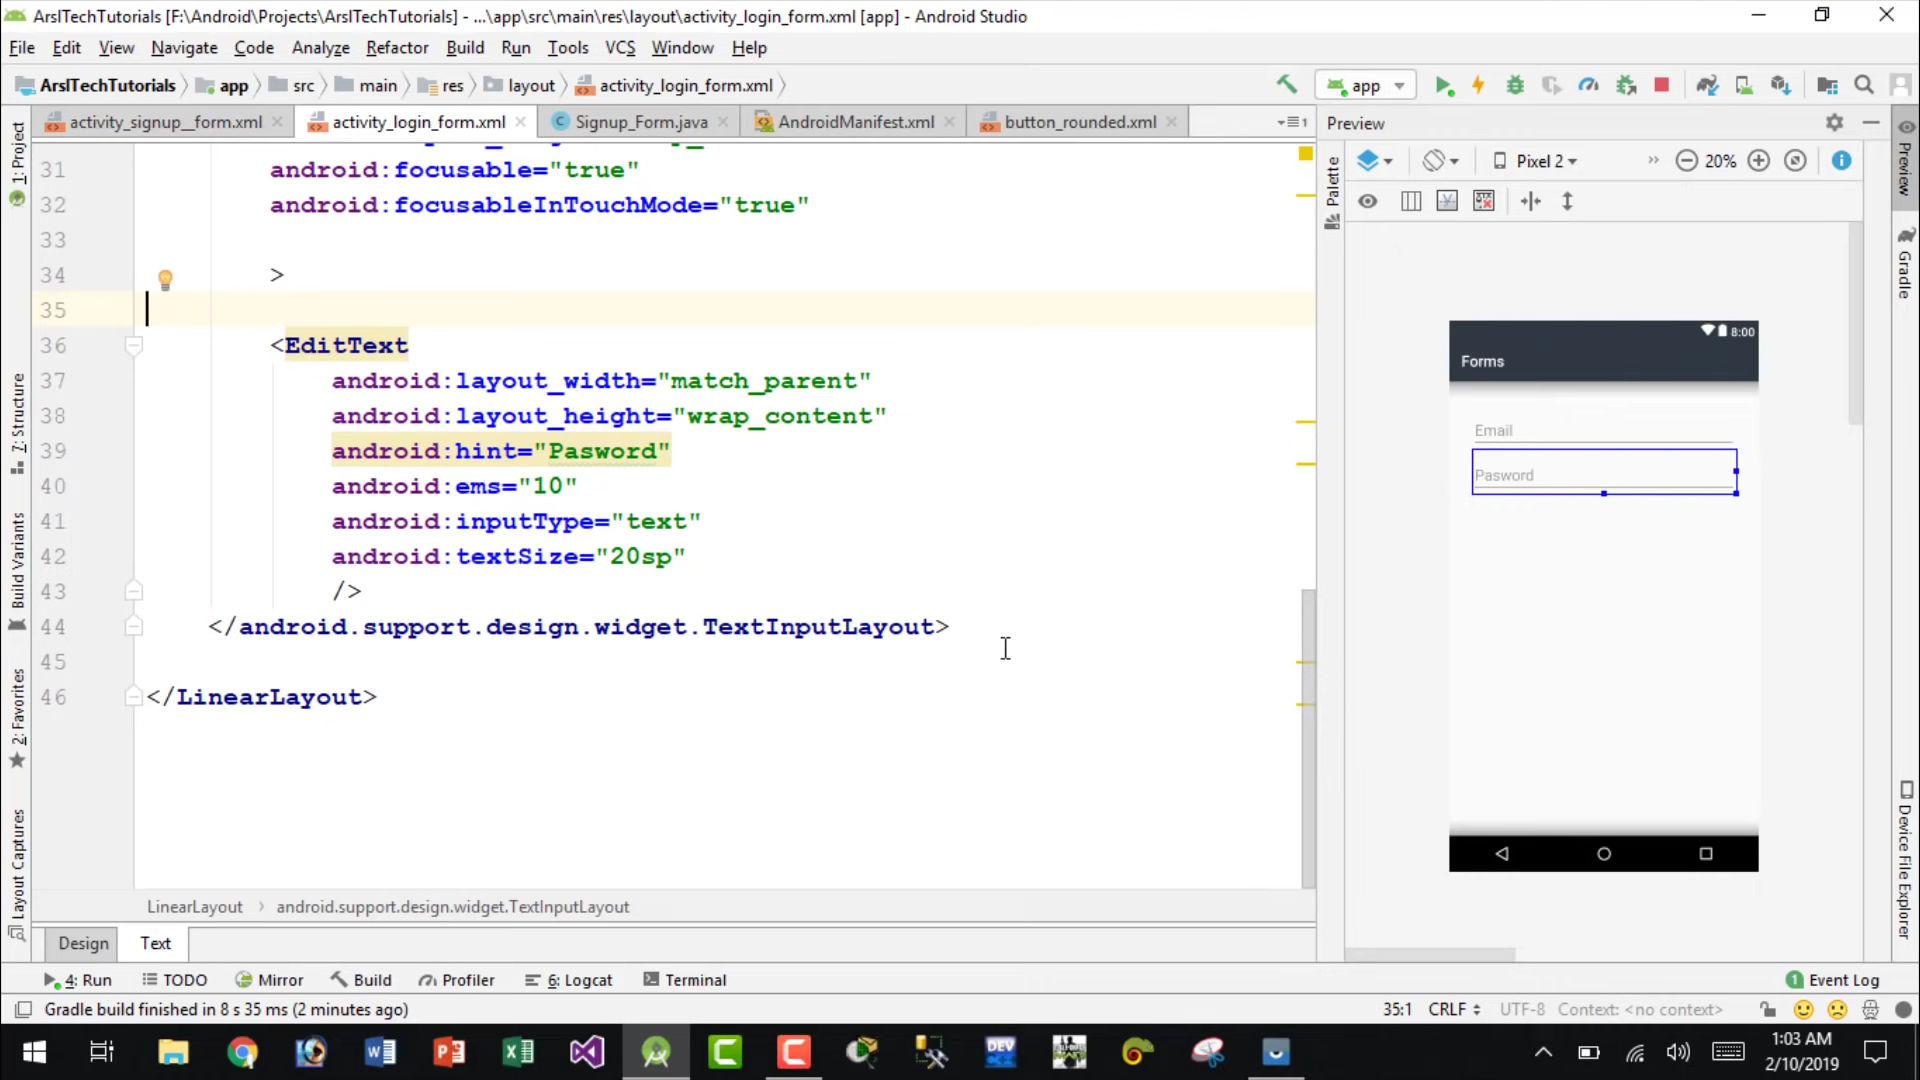 ArslTechTutorials [F:\Android\Projects\ArslTechTutorials] - ...\app\src\main\res\layout\activity_login_form.xml [app] - Android Studio
File Edit View Navigate Code Analyze Refactor Build Run Tools VCS Window Help
ArslTechTutorials app src main res layout activity_login_form.xml app
activity_signup__form.xml activity_login_form.xml Signup_Form.java AndroidManifest.xml button_rounded.xml
Preview
Pixel 2 20%
1: Project
7: Structure
Build Variants
2: Favorites
Layout Captures
31 android:focusable="true"
32 android:focusableInTouchMode="true"
33
34 >
35
36 <EditText
37 android:layout_width="match_parent"
38 android:layout_height="wrap_content"
39 android:hint="Pasword"
40 android:ems="10"
41 android:inputType="text"
42 android:textSize="20sp"
43 />
44 </android.support.design.widget.TextInputLayout>
45
46 </LinearLayout>
Palette
8:00
Forms
Email
Pasword
Preview
Gradle
Device File Explorer
LinearLayout › android.support.design.widget.TextInputLayout
Design Text
4: Run TODO Mirror Build Profiler 6: Logcat Terminal 1 Event Log
Gradle build finished in 8 s 35 ms (2 minutes ago) 35:1 CRLF UTF-8 Context: <no context>
DEV
1:03 AM
2/10/2019